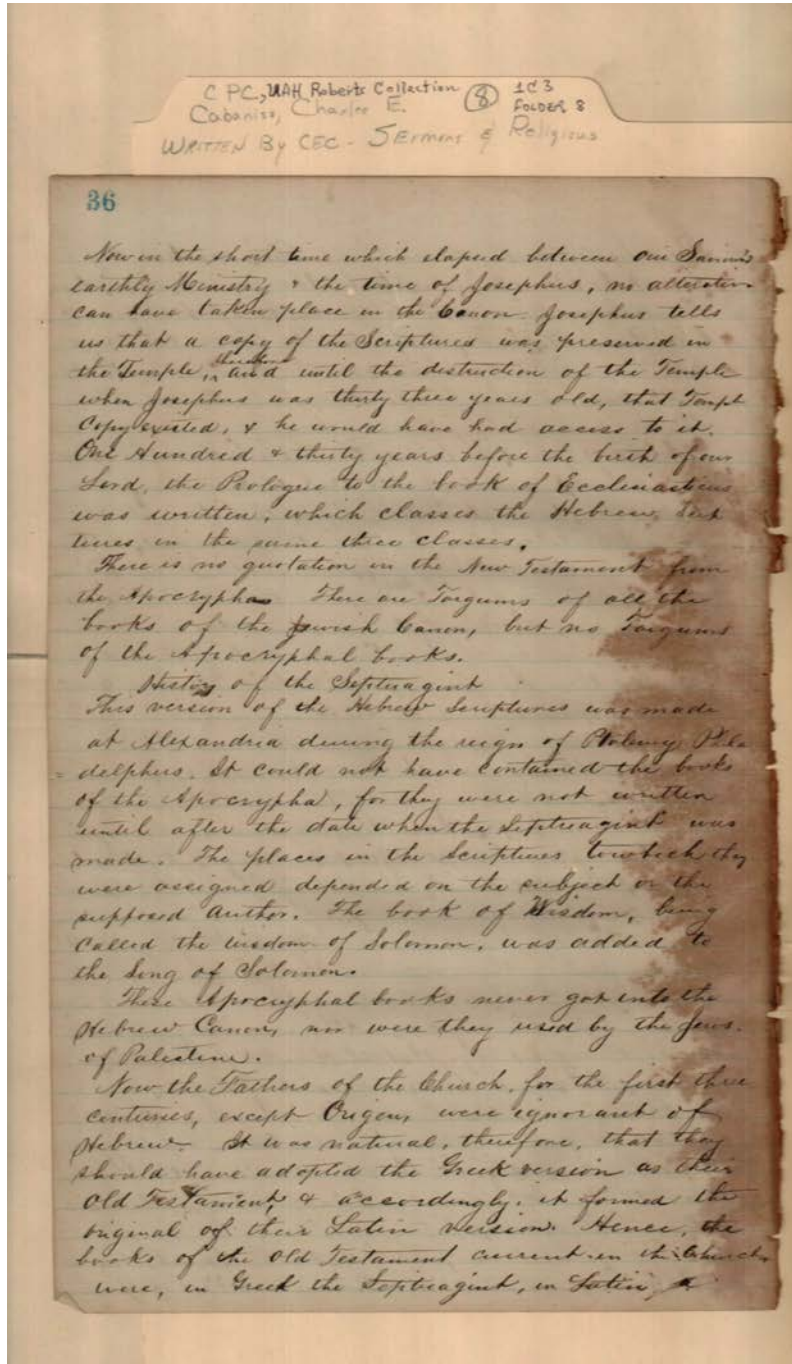 C PC, UAH Roberts Collection 8 1C3
Cabaniss, Charles E. FOLDER 8
WRITTEN By CEC - SERMONS & Religious
36
Now in the short time which elapsed between our Saviour's
earthly Ministry & the time of Josephus, no alteration
can have taken place in the Canon. Josephus tells
us that a copy of the Scriptures was preserved in
the Temple, and until the destruction of the Temple
when Josephus was thirty three years old, that Templ
Copy existed, & he would have had access to it.
One Hundred & thirty years before the birth of our
Lord, the Prologue to the book of Ecclesiasticus
was written, which classes the Hebrew Scrip
tures in the same three classes.
There is no quotation in the New Testament from
the Apocrypha. There are Targums of all the
books of the Jewish Canon, but no Targums
of the Apocryphal books.
History of the Septuagint
This version of the Hebrew Scriptures was made
at Alexandria during the reign of Ptolemy Phila
= delphus. It could not have contained the books
of the Apocrypha, for they were not written
until after the date when the Septuagint was
made. The places in the Scriptures to which they
were assigned depended on the subject or the
supposed author. The book of Wisdom, being
called the wisdom of Solomon, was added to
the Song of Solomon.
These Apocryphal books never got into the
Hebrew Canon, nor were they used by the Jews
of Palestine.
Now the Fathers of the Church, for the first three
centuries, except Origen, were ignorant of
Hebrew. It was natural, therefore, that they
should have adopted the Greek version as their
Old Testament, & accordingly, it formed the
original of their Latin version. Hence, the
books of the Old Testament current in the Church
were, in Greek the Septuagint, in Latin,